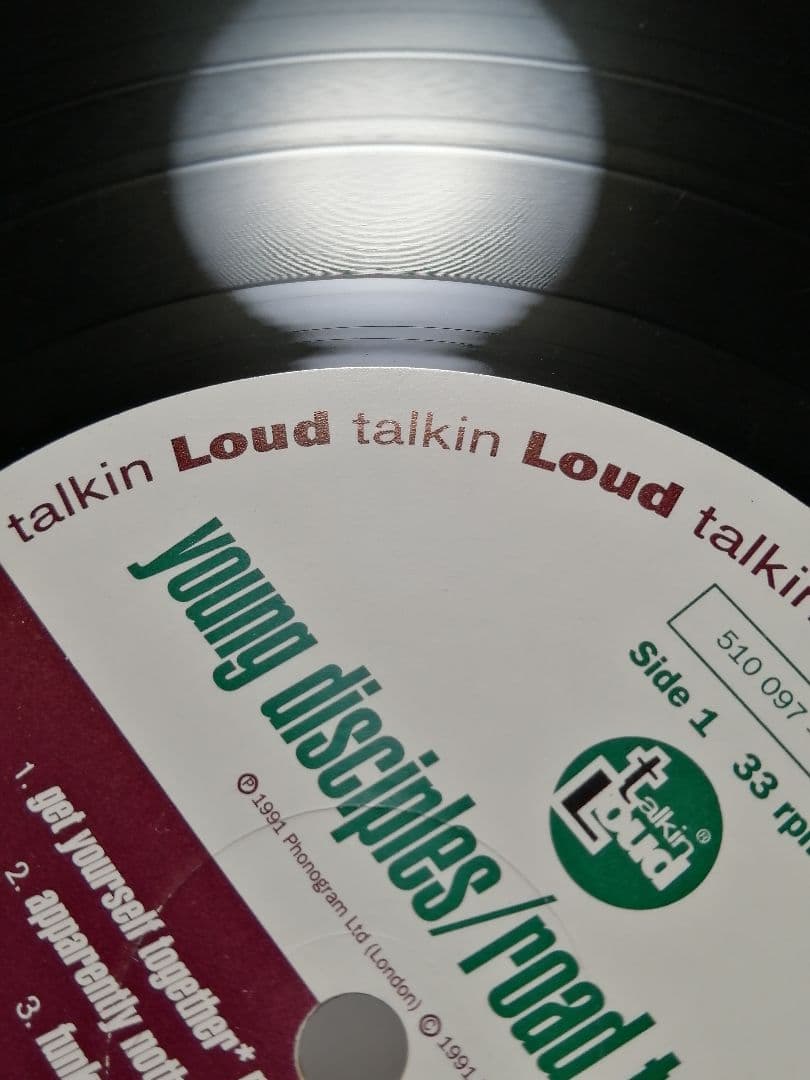 talkin Loud talkin Loud talkin
young disciples/road
510 097
Side 1 33
talkin Loud ®
Ⓟ 1991 Phonogram Ltd (London) © 1991
1. get yourself together*
2. apparently
3.